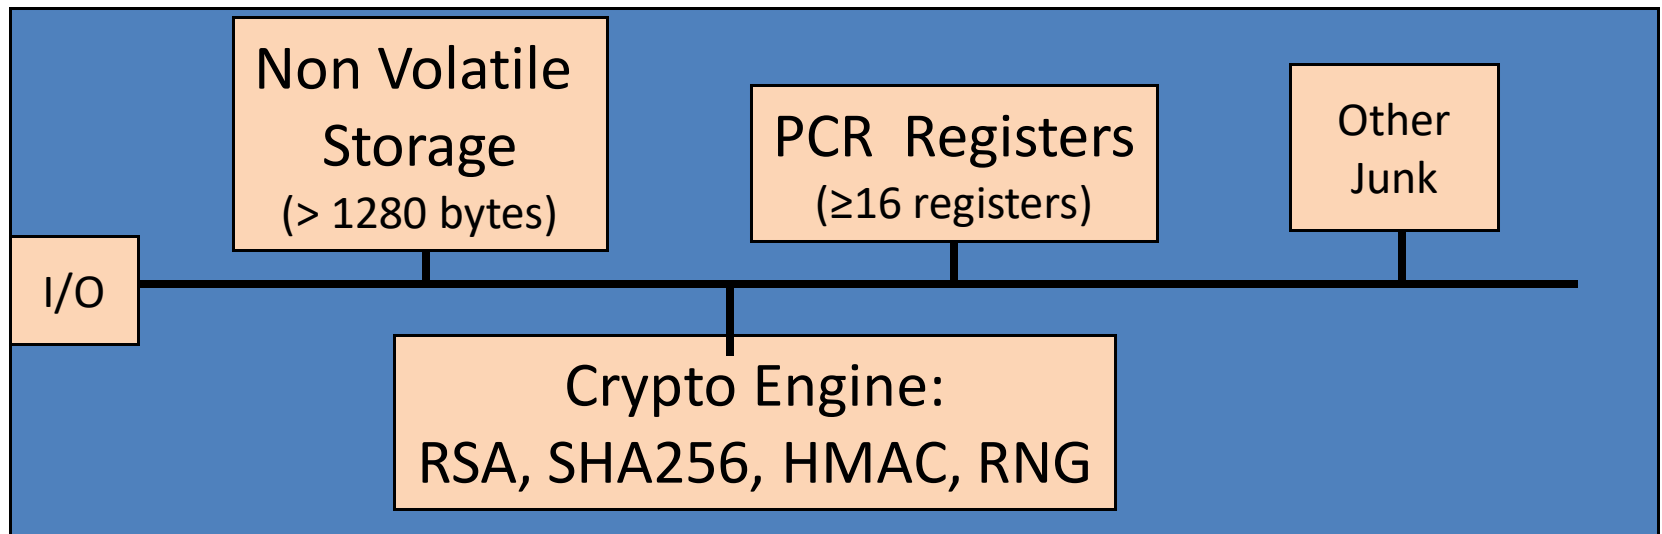 Non Volatile
Storage
(> 1280 bytes)
PCR  Registers
(≥16 registers)
Other
Junk
I/O
Crypto Engine:
RSA, SHA256, HMAC, RNG